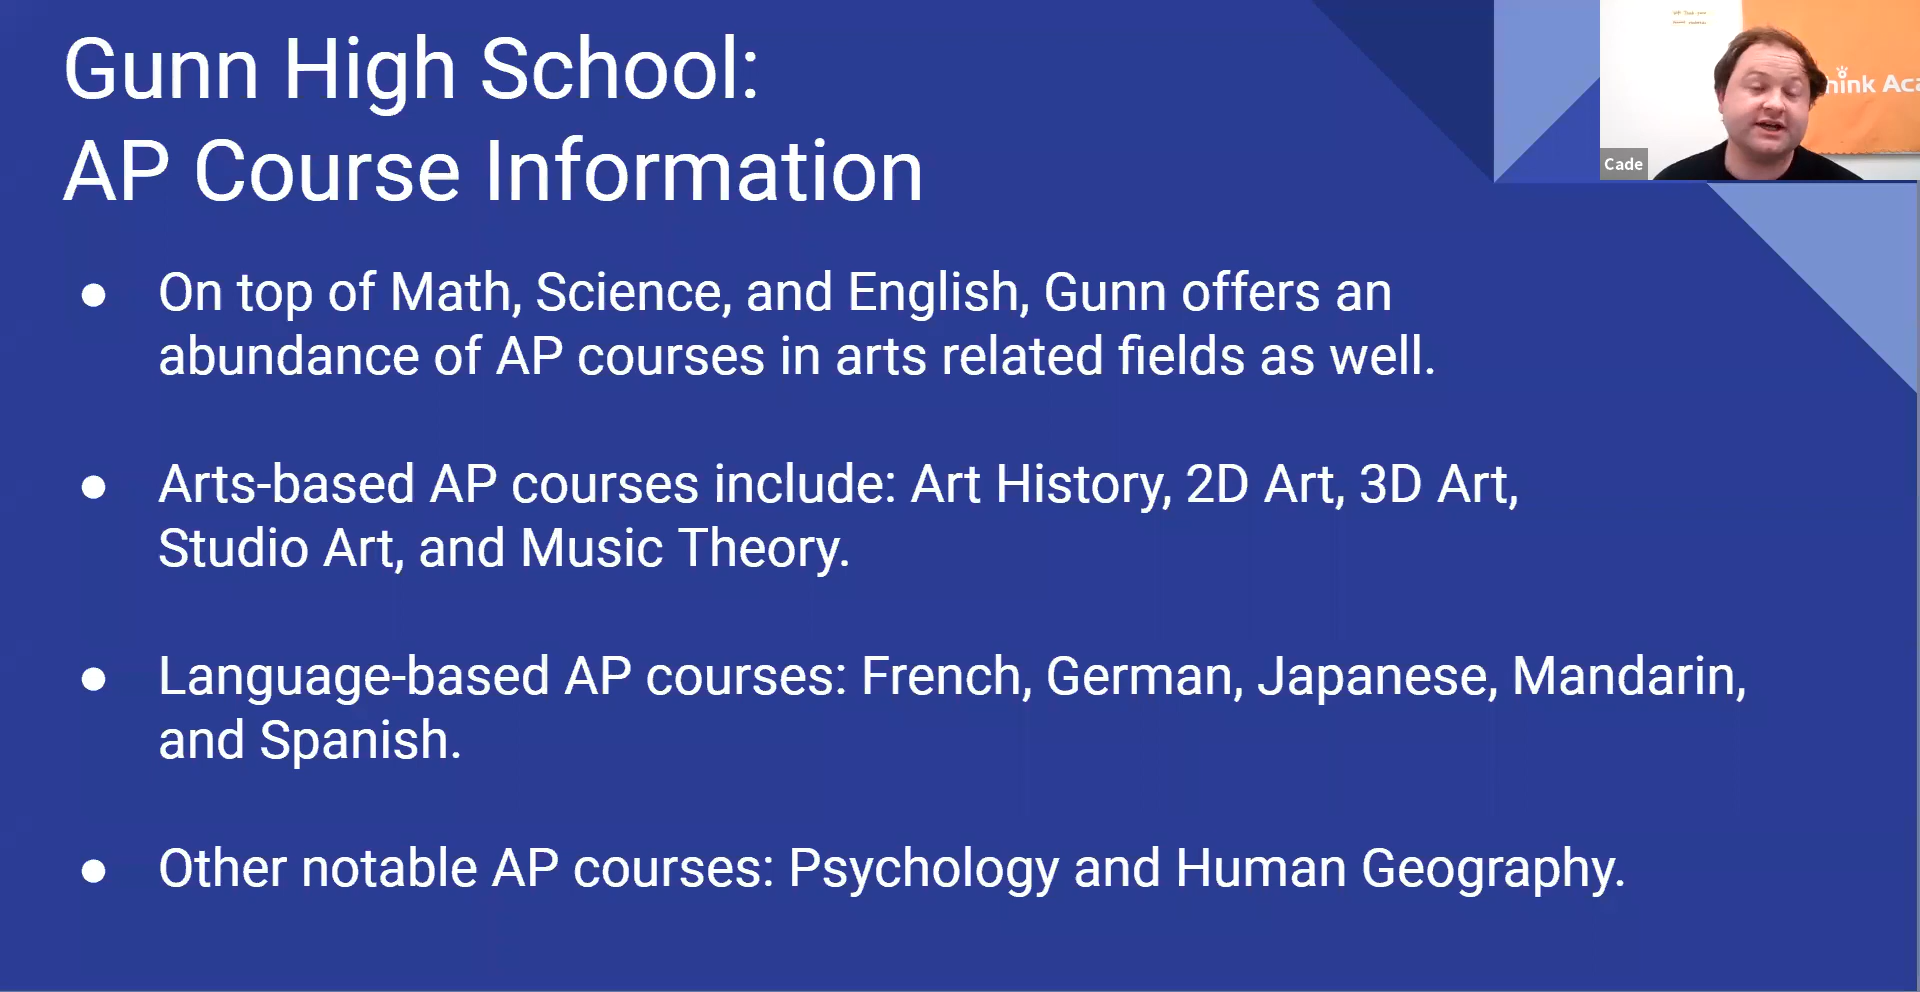 Gunn High School:
AP Course Information
● On top of Math, Science, and English, Gunn offers an
abundance of AP courses in arts related fields as well.
● Arts-based AP courses include: Art History, 2D Art, 3D Art,
Studio Art, and Music Theory.
● Language-based AP courses: French, German, Japanese, Mandarin,
and Spanish.
● Other notable AP courses: Psychology and Human Geography.
hink Aca
Cade